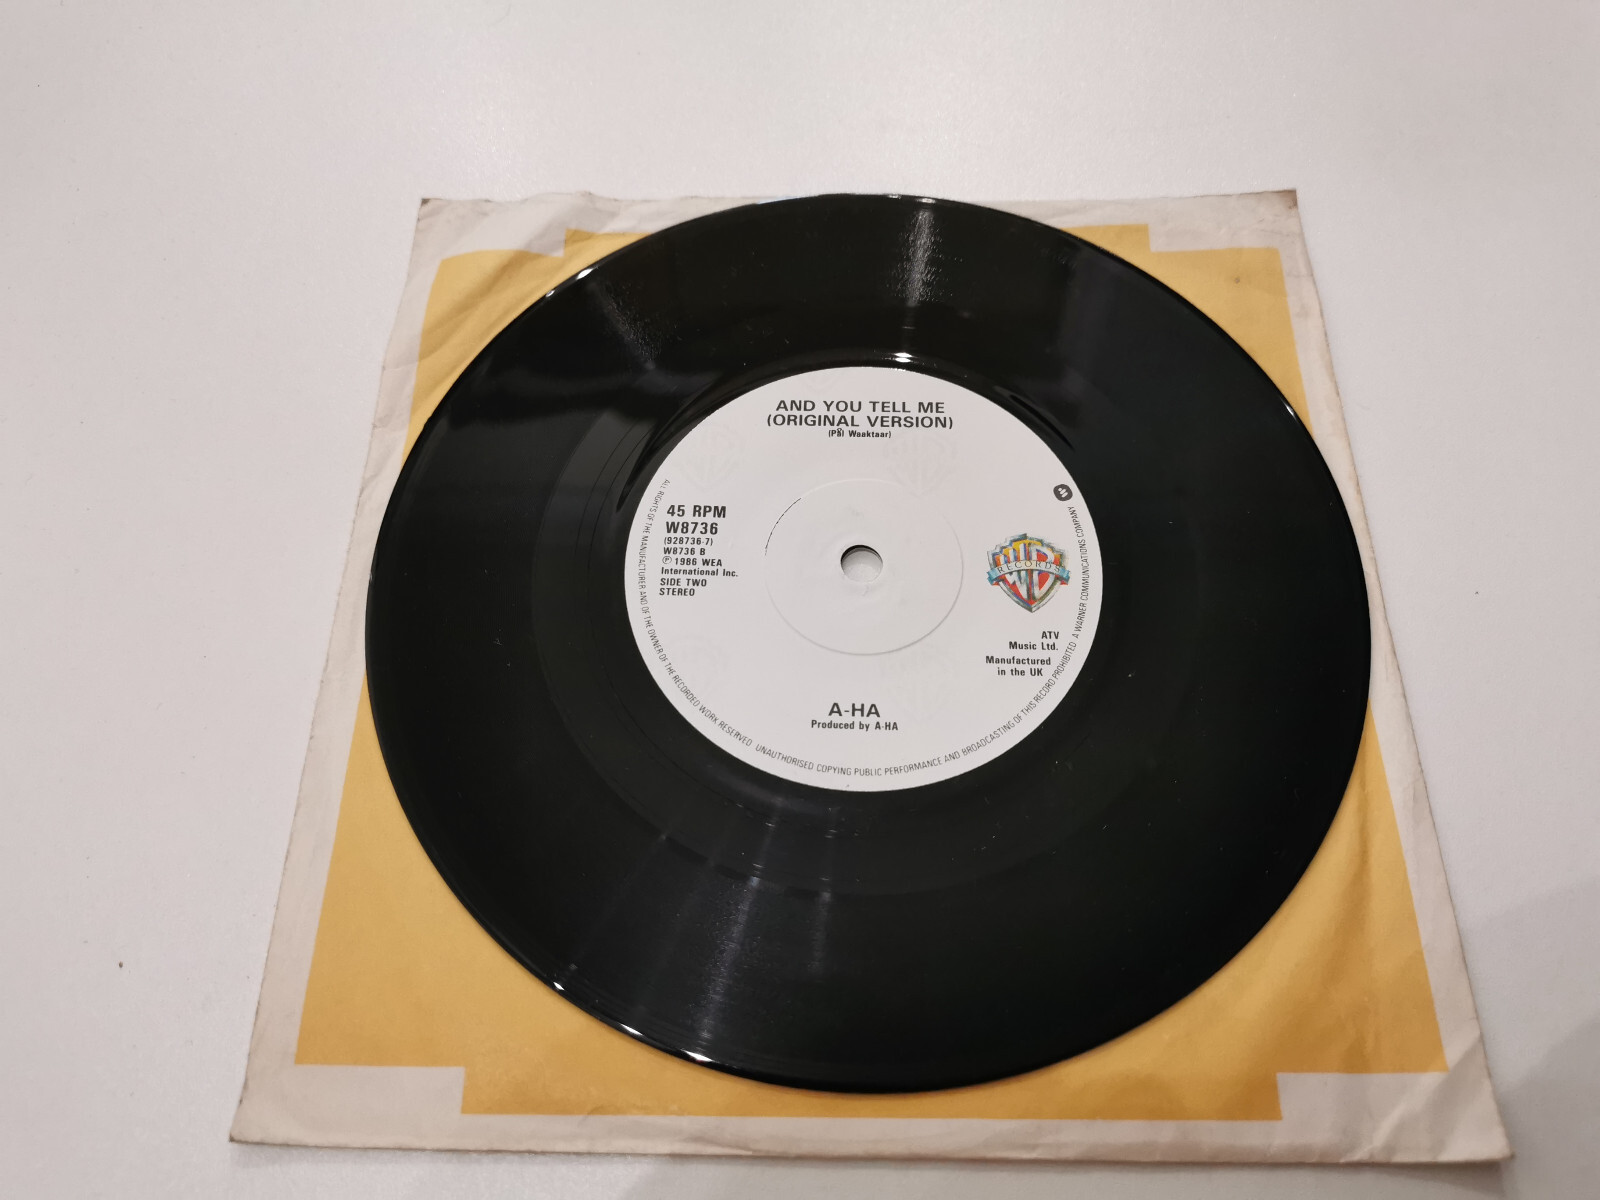 AND YOU TELL ME
(ORIGINAL VERSION)
(Pål Waaktaar)
45 RPM
W8736
(928736-7)
W8736 B
℗ 1986 WEA
International Inc.
SIDE TWO
STEREO
WB
RECORDS
ATV
Music Ltd.
Manufactured
in the UK
A-HA
Produced by A-HA
ALL RIGHTS OF THE MANUFACTURER AND OF THE OWNER OF THE RECORDED WORK RESERVED UNAUTHORISED COPYING PUBLIC PERFORMANCE AND BROADCASTING OF THIS RECORD PROHIBITED A WARNER COMMUNICATIONS COMPANY